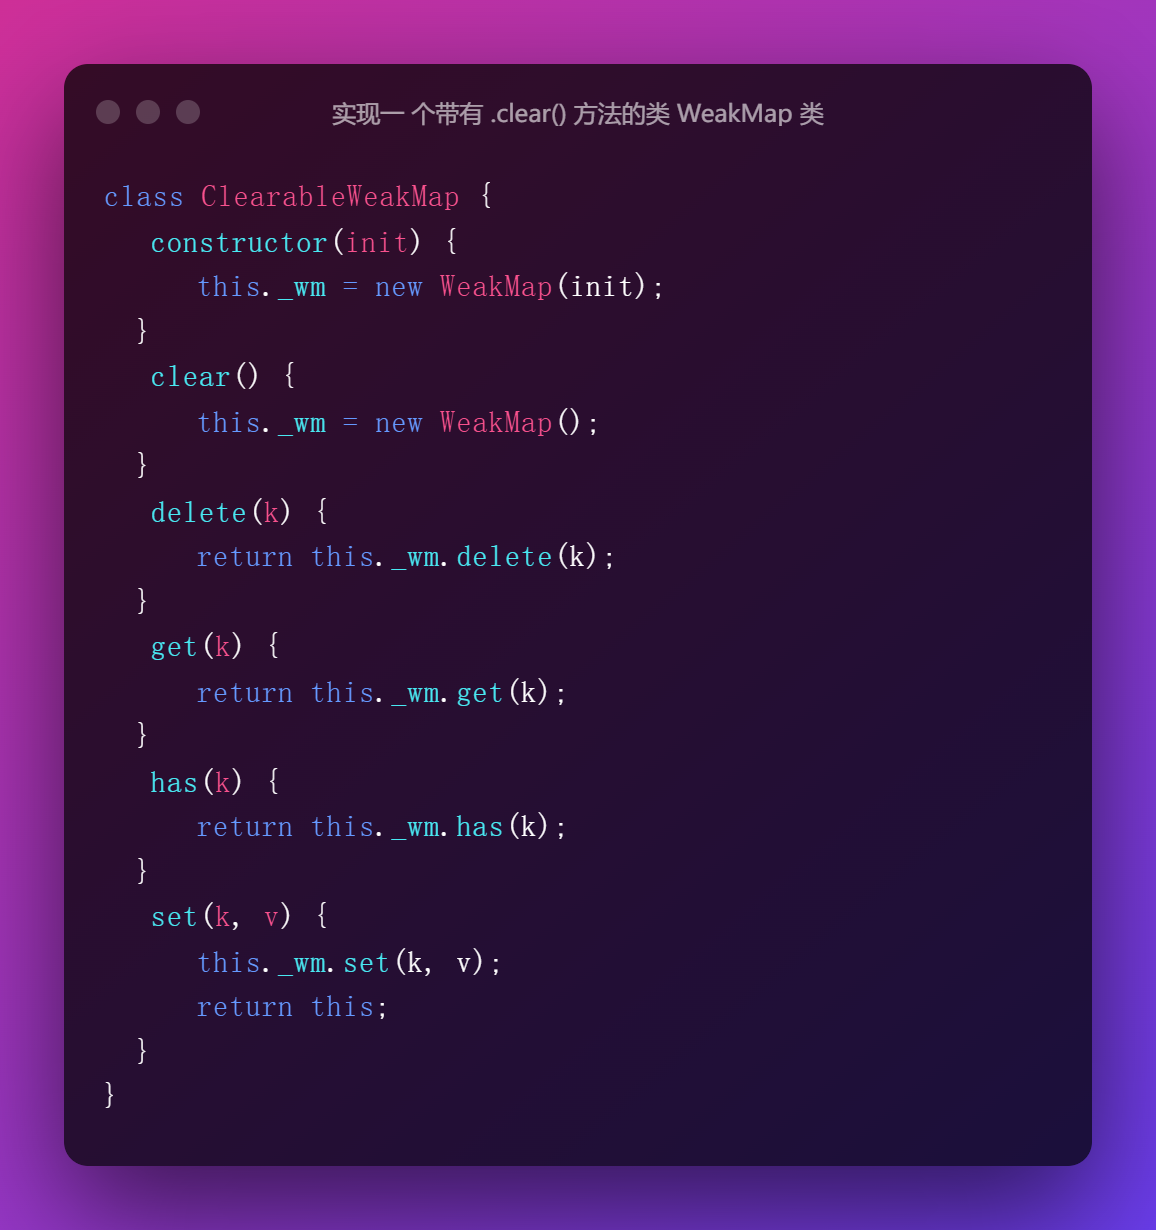 实现一 个带有 .clear() 方法的类 WeakMap 类
class ClearableWeakMap {
   constructor(init) {
      this._wm = new WeakMap(init);
  }
   clear() {
      this._wm = new WeakMap();
  }
   delete(k) {
      return this._wm.delete(k);
  }
   get(k) {
      return this._wm.get(k);
  }
   has(k) {
      return this._wm.has(k);
  }
   set(k, v) {
      this._wm.set(k, v);
      return this;
  }
}